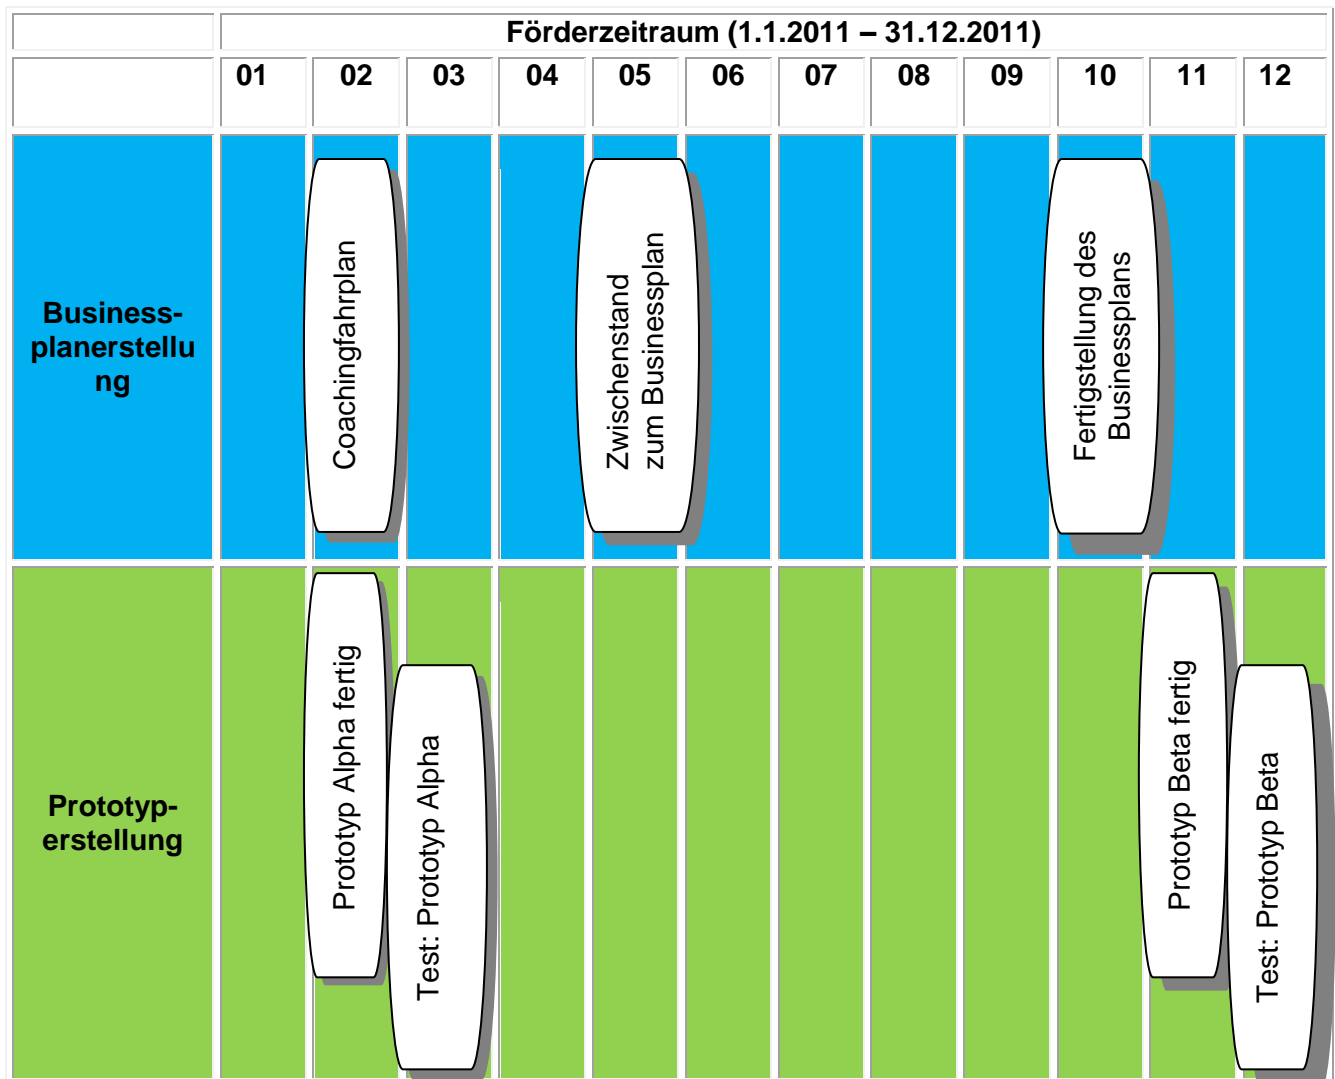 Förderzeitraum (1.1.2011 – 31.12.2011)
01 02 03 04 05 06 07 08 09 10 11 12
Business-
planerstellu
ng
Coachingfahrplan
Zwischenstand
zum Businessplan
Fertigstellung des
Businessplans
Prototyp-
erstellung
Prototyp Alpha fertig
Test: Prototyp Alpha
Prototyp Beta fertig
Test: Prototyp Beta